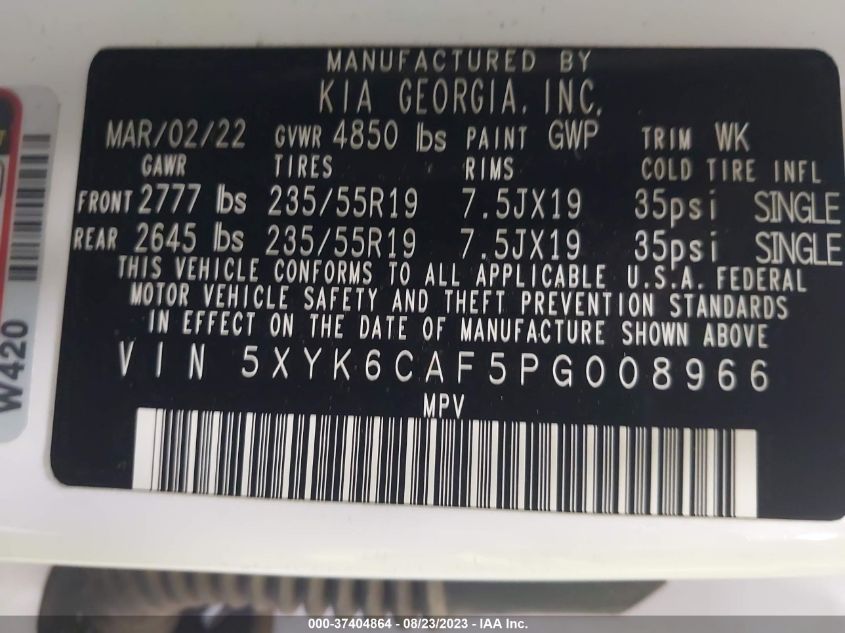 MANUFACTURED BY
KIA GEORGIA, INC.
MAR/02/22 GVWR 4850 lbs PAINT GWP TRIM WK
GAWR TIRES RIMS COLD TIRE INFL
FRONT 2777 lbs 235/55R19 7.5JX19 35psi SINGLE
REAR 2645 lbs 235/55R19 7.5JX19 35psi SINGLE
THIS VEHICLE CONFORMS TO ALL APPLICABLE U.S.A. FEDERAL
MOTOR VEHICLE SAFETY AND THEFT PREVENTION STANDARDS
IN EFFECT ON THE DATE OF MANUFACTURE SHOWN ABOVE
VIN 5XYK6CAF5PG008966
MPV
W420
000-37404864 - 08/23/2023 - IAA Inc.